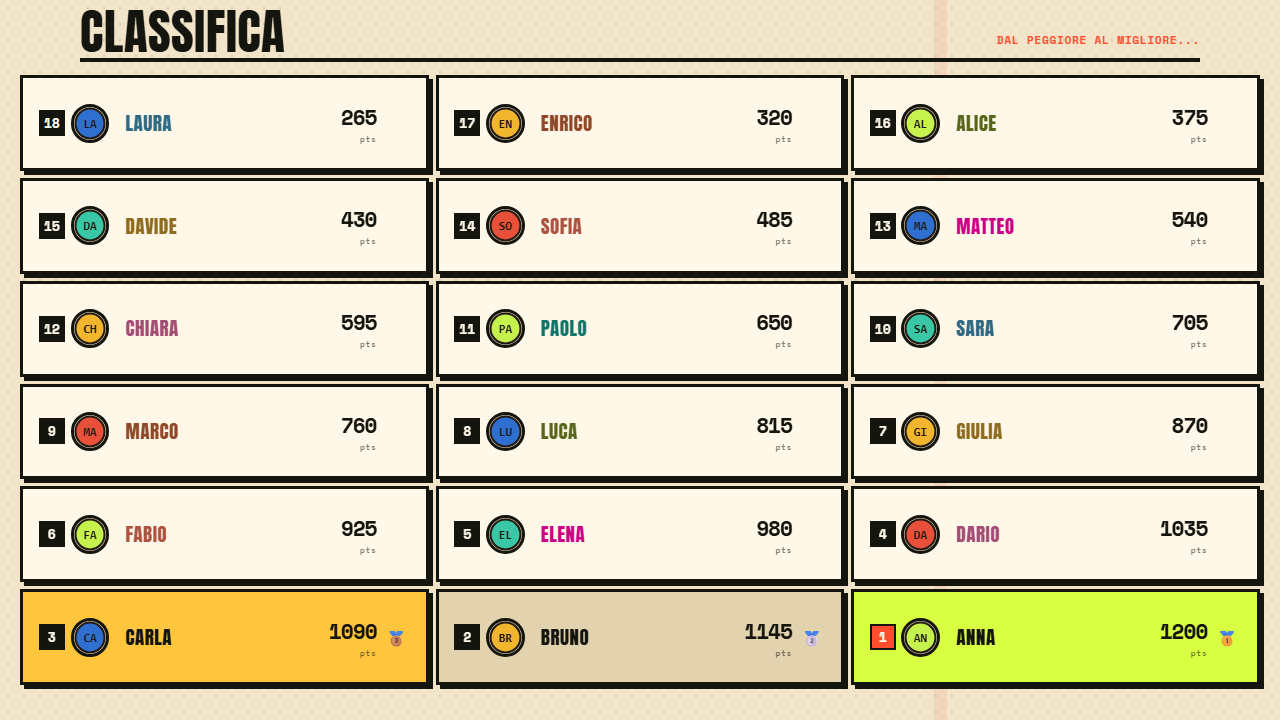 CLASSIFICA
DAL PEGGIORE AL MIGLIORE...
18 LA LAURA 265 pts
17 EN ENRICO 320 pts
16 AL ALICE 375 pts
15 DA DAVIDE 430 pts
14 SO SOFIA 485 pts
13 MA MATTEO 540 pts
12 CH CHIARA 595 pts
11 PA PAOLO 650 pts
10 SA SARA 705 pts
9 MA MARCO 760 pts
8 LU LUCA 815 pts
7 GI GIULIA 870 pts
6 FA FABIO 925 pts
5 EL ELENA 980 pts
4 DA DARIO 1035 pts
3 CA CARLA 1090 pts 🥉
2 BR BRUNO 1145 pts 🥈
1 AN ANNA 1200 pts 🥇